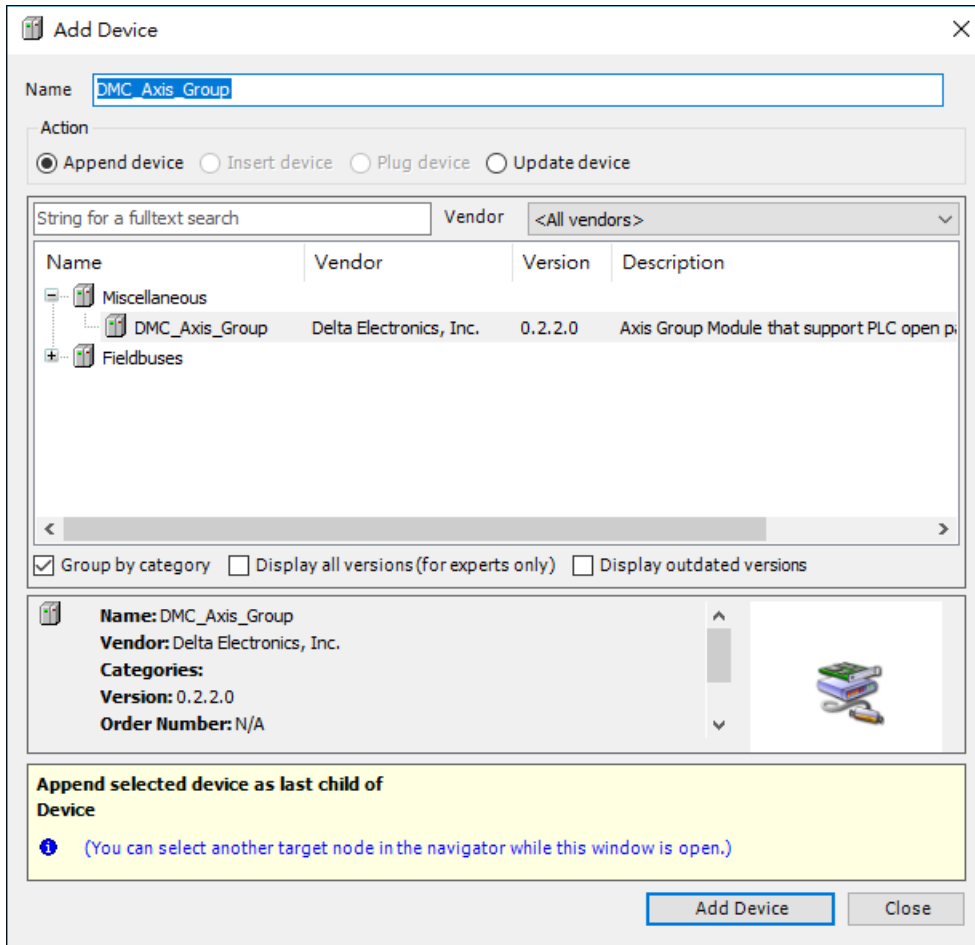 Add Device
Name DMC_Axis_Group
Action
Append device Insert device Plug device Update device
String for a fulltext search Vendor <All vendors>
Name Vendor Version Description
Miscellaneous
DMC_Axis_Group Delta Electronics, Inc. 0.2.2.0 Axis Group Module that support PLC open
Fieldbuses
Group by category Display all versions (for experts only) Display outdated versions
Name: DMC_Axis_Group
Vendor: Delta Electronics, Inc.
Categories:
Version: 0.2.2.0
Order Number: N/A
Append selected device as last child of
Device
(You can select another target node in the navigator while this window is open.)
Add Device Close